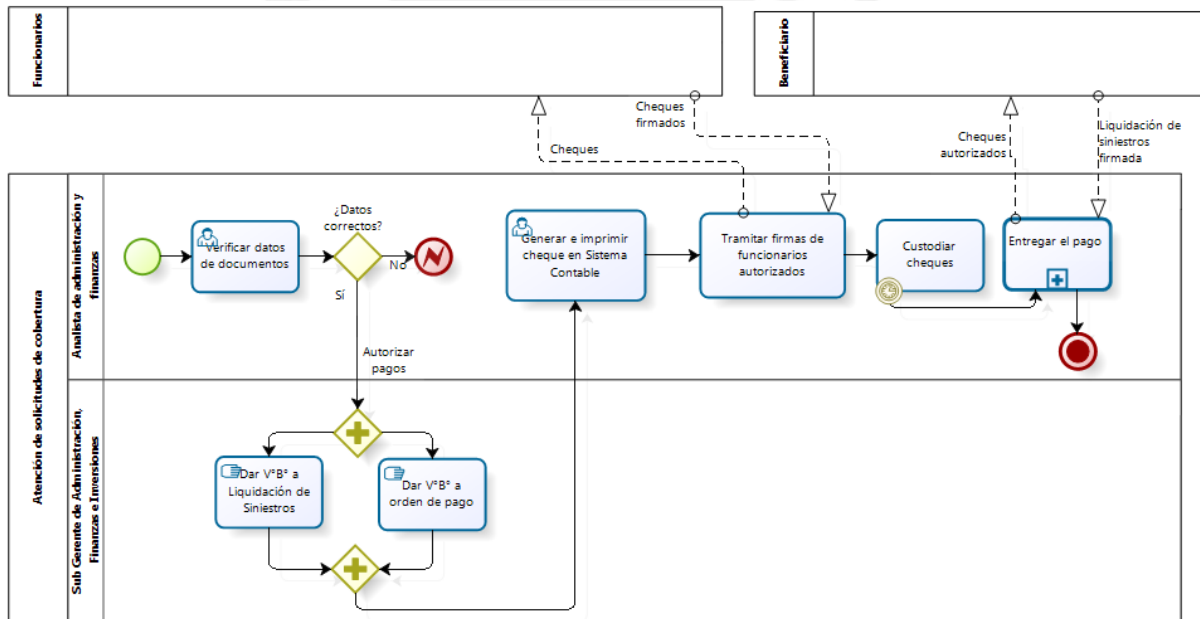 Funcionarios
Beneficiario
Cheques
firmados
Cheques
Cheques
autorizados
Liquidación de
siniestros
firmada
Atención de solicitudes de cobertura
Analista de administración y
finanzas
Verificar datos
de documentos
¿Datos
correctos?
No
Sí
Autorizar
pagos
Generar e imprimir
cheque en Sistema
Contable
Tramitar firmas de
funcionarios
autorizados
Custodiar
cheques
Entregar el pago
Sub Gerente de Administración,
Finanzas e Inversiones
Dar V°B° a
Liquidación de
Siniestros
Dar V°B° a
orden de pago